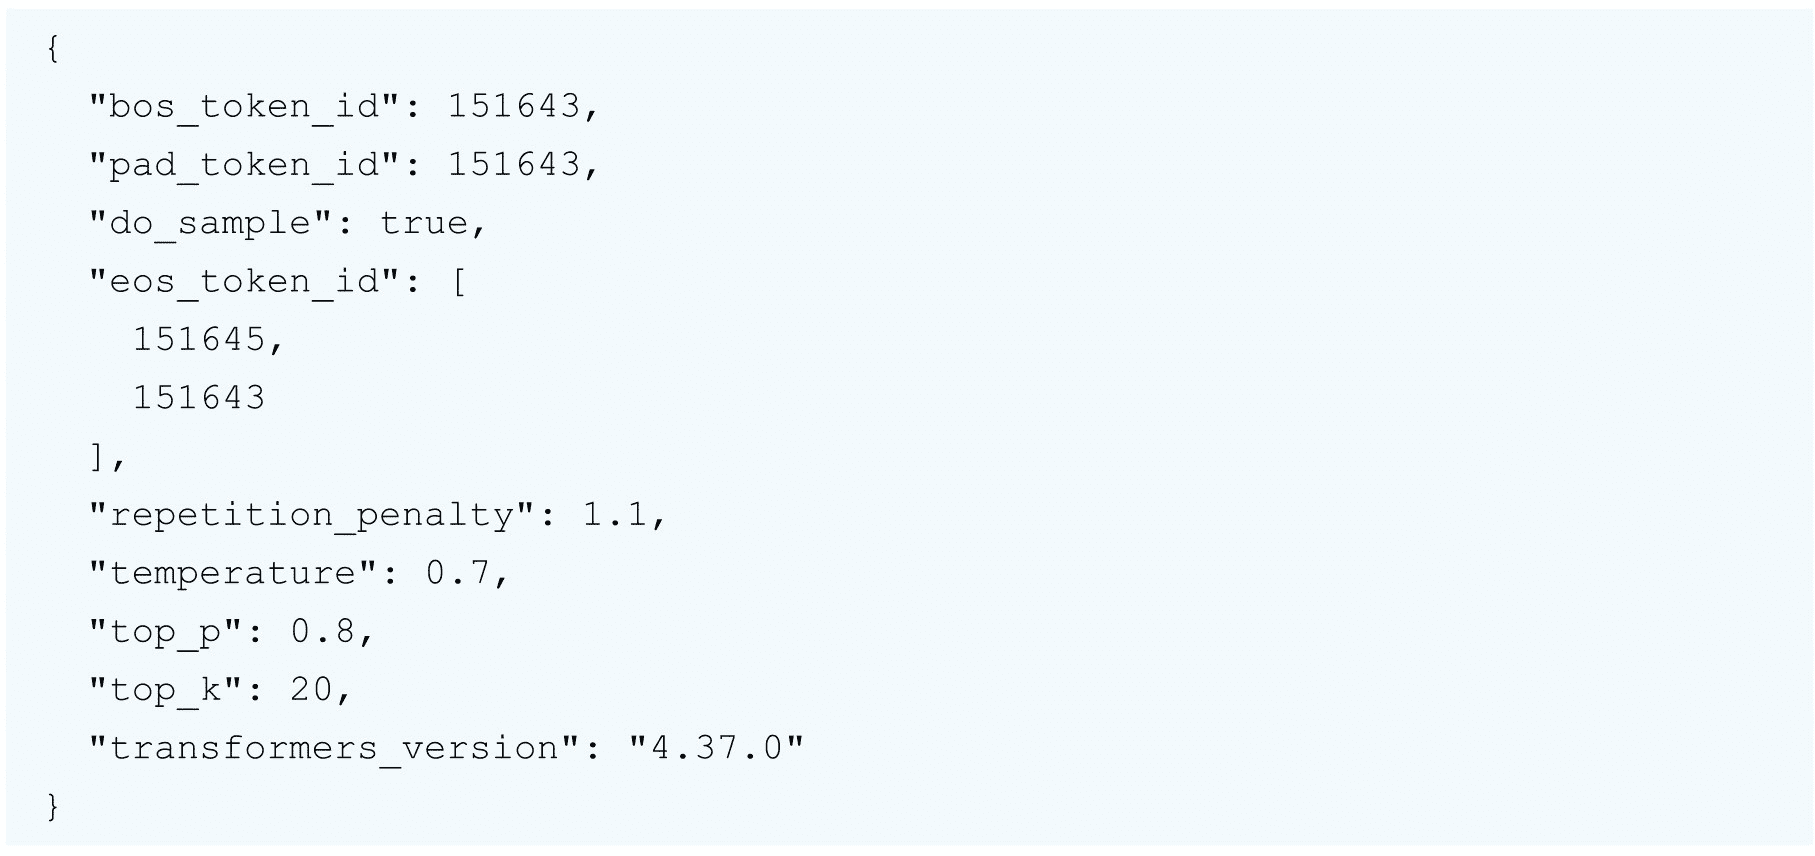 {
  "bos_token_id": 151643,
  "pad_token_id": 151643,
  "do_sample": true,
  "eos_token_id": [
    151645,
    151643
  ],
  "repetition_penalty": 1.1,
  "temperature": 0.7,
  "top_p": 0.8,
  "top_k": 20,
  "transformers_version": "4.37.0"
}